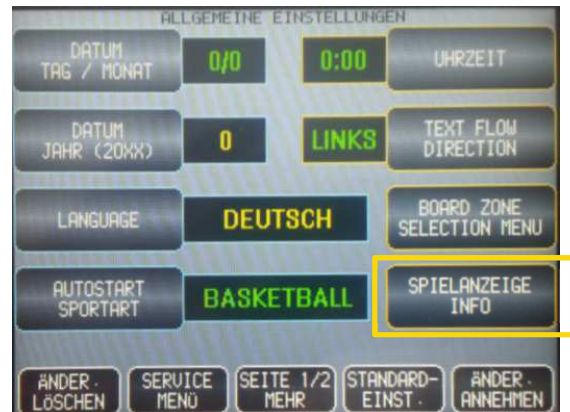 ALLGEMEINE EINSTELLUNGEN
DATUM
TAG / MONAT
0/0
0:00
UHRZEIT
DATUM
JAHR (20XX)
0
LINKS
TEXT FLOW
DIRECTION
LANGUAGE
DEUTSCH
BOARD ZONE
SELECTION MENU
AUTOSTART
SPORTART
BASKETBALL
SPIELANZEIGE
INFO
ÄNDER.
LÖSCHEN
SERVICE
MENÜ
SEITE 1/2
MEHR
STANDARD-
EINST.
ÄNDER.
ANNEHMEN